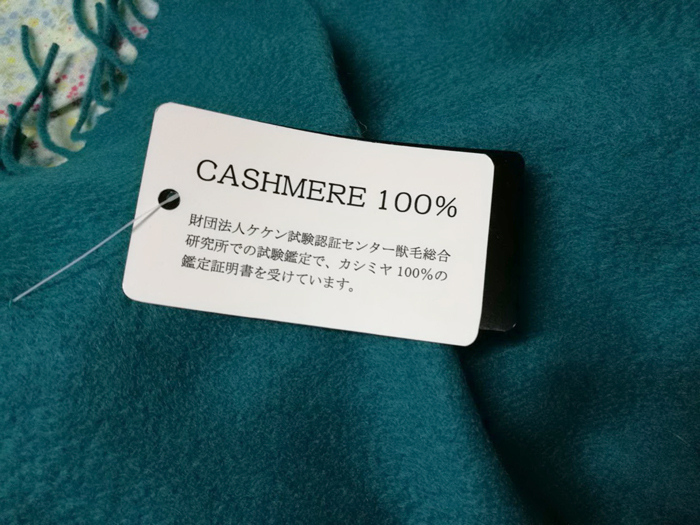 CASHMERE 100%
財団法人ケケン試験認証センター獣毛総合
研究所での試験鑑定で、カシミヤ100%の
鑑定証明書を受けています。